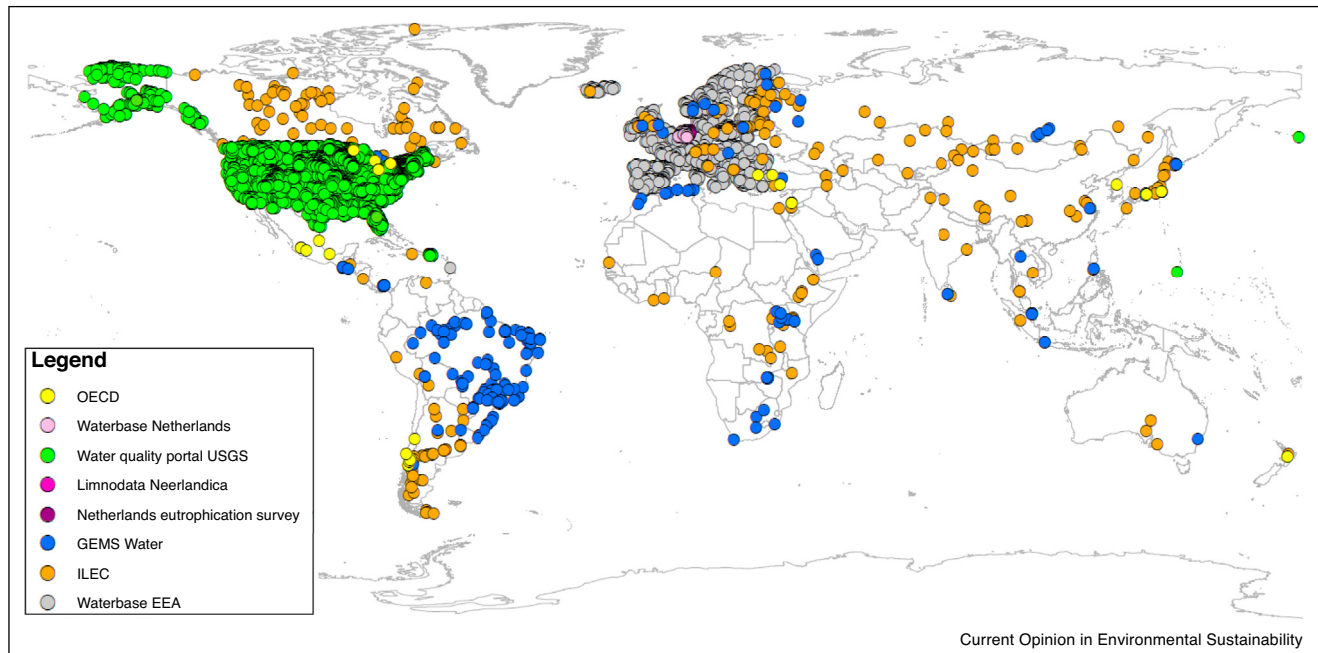 Legend
OECD
Waterbase Netherlands
Water quality portal USGS
Limnodata Neerlandica
Netherlands eutrophication survey
GEMS Water
ILEC
Waterbase EEA
Current Opinion in Environmental Sustainability